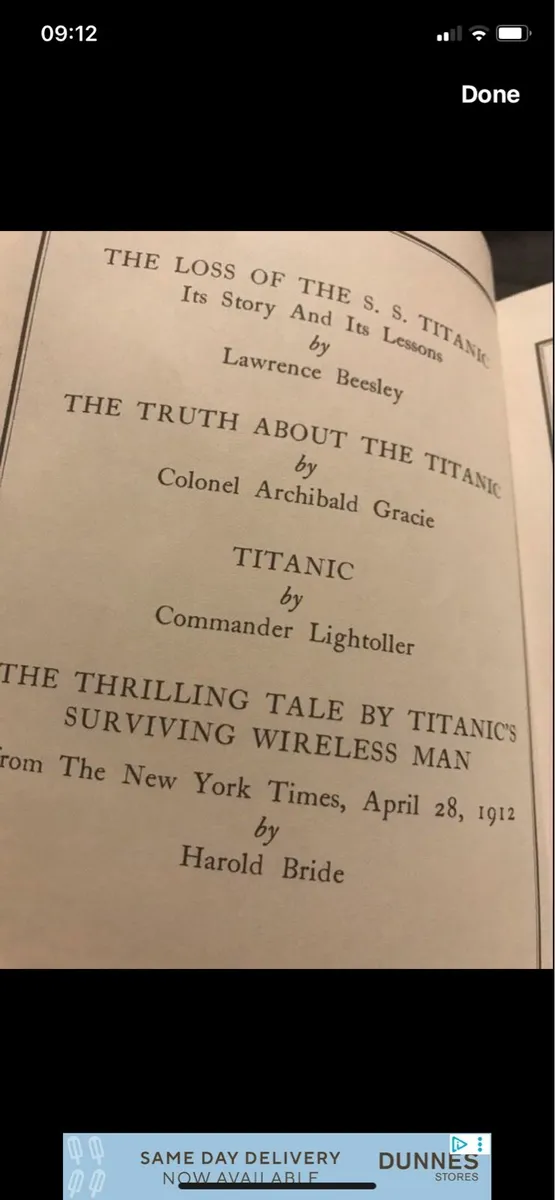 09:12
Done
THE LOSS OF THE S. S. TITANIC
Its Story And Its Lessons
by
Lawrence Beesley
THE TRUTH ABOUT THE TITANIC
by
Colonel Archibald Gracie
TITANIC
by
Commander Lightoller
THE THRILLING TALE BY TITANIC'S
SURVIVING WIRELESS MAN
rom The New York Times, April 28, 1912
by
Harold Bride
SAME DAY DELIVERY
NOW AVAILABLE
DUNNES
STORES